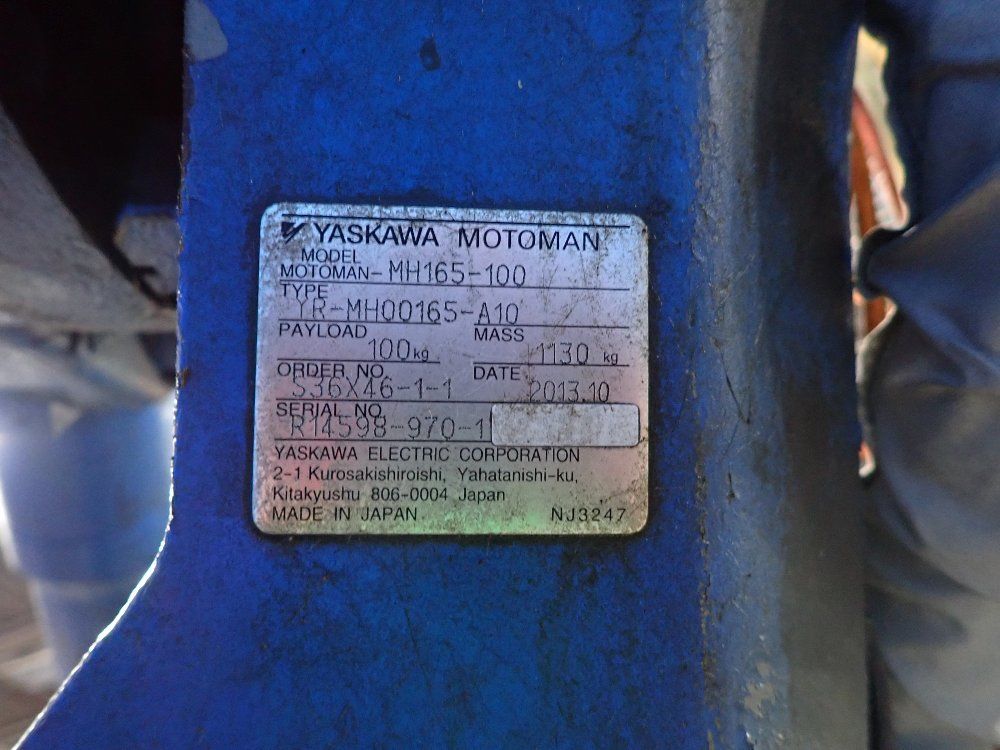 YASKAWA MOTOMAN
MODEL
MOTOMAN-MH165-100
TYPE
YR-MH00165-A10
PAYLOAD 100kg MASS 1130 kg
ORDER NO. S36X46-1-1 DATE 2013.10
SERIAL NO.
R14598-970-1
YASKAWA ELECTRIC CORPORATION
2-1 Kurosakishiroishi, Yahatanishi-ku,
Kitakyushu 806-0004 Japan
MADE IN JAPAN NJ3247